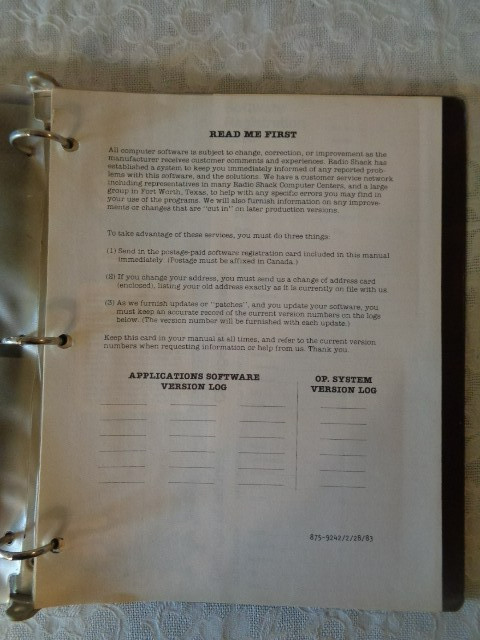 READ ME FIRST
All computer software is subject to change, correction, or improvement as the
manufacturer receives customer comments and experiences. Radio Shack has
established a system to keep you immediately informed of any reported prob-
lems with this software, and the solutions. We have a customer service network
including representatives in many Radio Shack Computer Centers, and a large
group in Fort Worth, Texas, to help with any specific errors you may find in
your use of the programs. We will also furnish information on any improve-
ments or changes that are "cut in" on later production versions.
To take advantage of these services, you must do three things:
(1) Send in the postage-paid software registration card included in this manual
immediately. (Postage must be affixed in Canada.)
(2) If you change your address, you must send us a change of address card
(enclosed), listing your old address exactly as it is currently on file with us.
(3) As we furnish updates or "patches", and you update your software, you
must keep an accurate record of the current version numbers on the logs
below. (The version number will be furnished with each update.)
Keep this card in your manual at all times, and refer to the current version
numbers when requesting information or help from us. Thank you.
APPLICATIONS SOFTWARE
VERSION LOG
OP. SYSTEM
VERSION LOG
875-9242/2/28/83